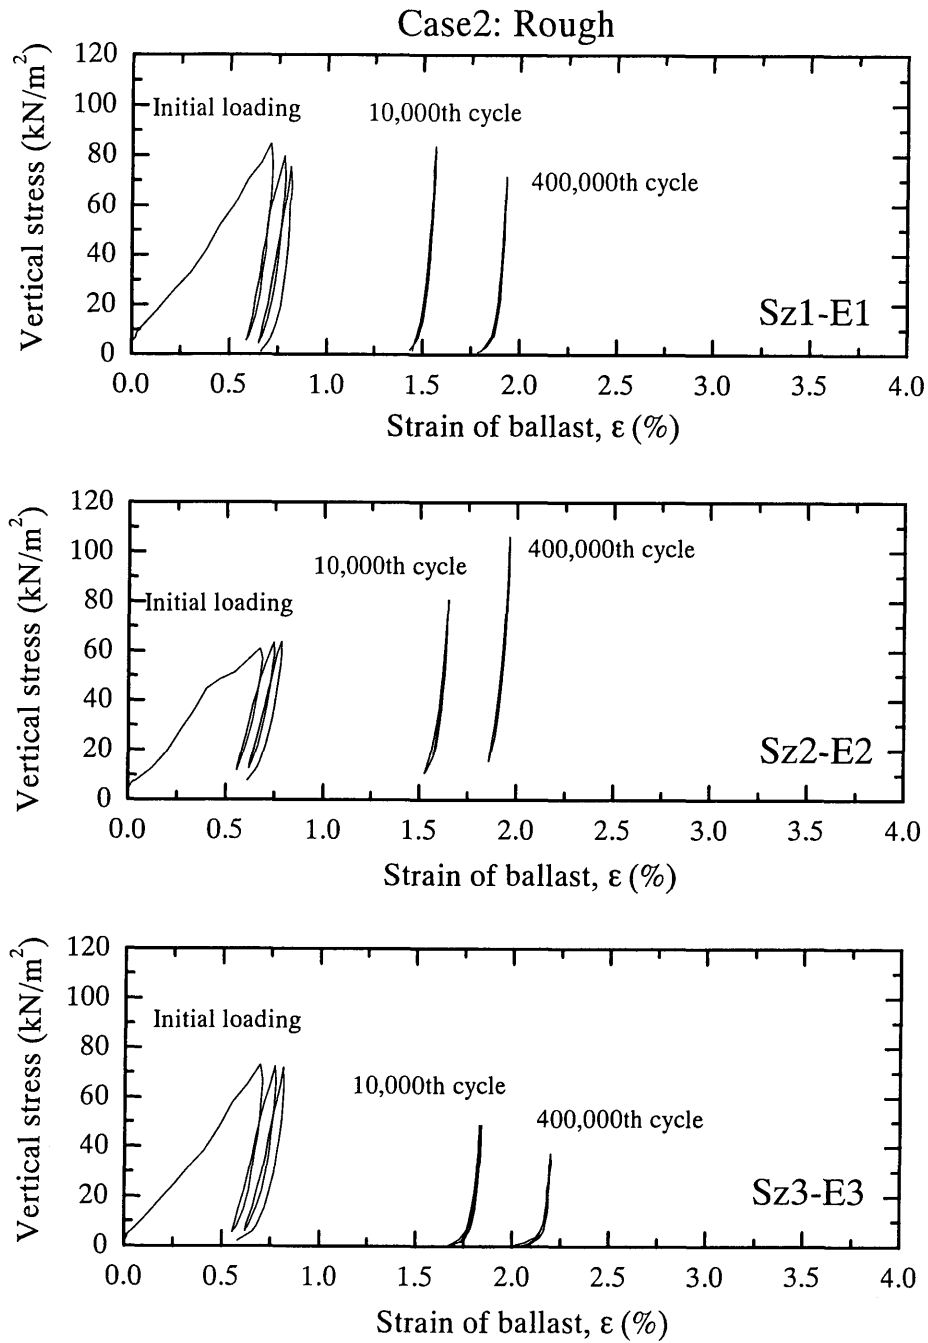 Case2: Rough
Vertical stress (kN/m²)
120
100
80
60
40
20
0
Initial loading
10,000th cycle
400,000th cycle
Sz1-E1
0.0 0.5 1.0 1.5 2.0 2.5 3.0 3.5 4.0
Strain of ballast, ε (%)
Vertical stress (kN/m²)
120
100
80
60
40
20
0
400,000th cycle
10,000th cycle
Initial loading
Sz2-E2
0.0 0.5 1.0 1.5 2.0 2.5 3.0 3.5 4.0
Strain of ballast, ε (%)
Vertical stress (kN/m²)
120
100
80
60
40
20
0
Initial loading
10,000th cycle
400,000th cycle
Sz3-E3
0.0 0.5 1.0 1.5 2.0 2.5 3.0 3.5 4.0
Strain of ballast, ε (%)